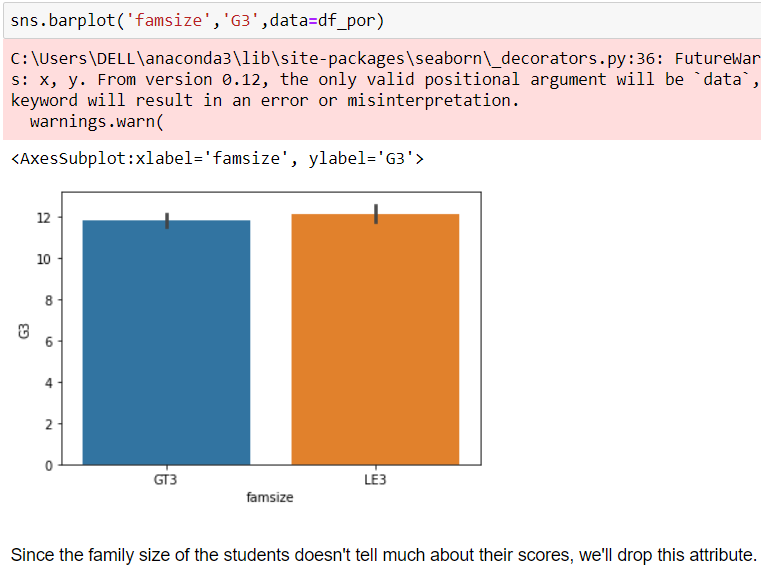 sns.barplot('famsize','G3',data=df_por)
C:\Users\DELL\anaconda3\lib\site-packages\seaborn\_decorators.py:36: FutureWar
s: x, y. From version 0.12, the only valid positional argument will be `data`,
keyword will result in an error or misinterpretation.
warnings.warn(
<AxesSubplot:xlabel='famsize', ylabel='G3'>
12
10
8
6
4
2
0
G3
GT3 LE3
famsize
Since the family size of the students doesn't tell much about their scores, we'll drop this attribute.